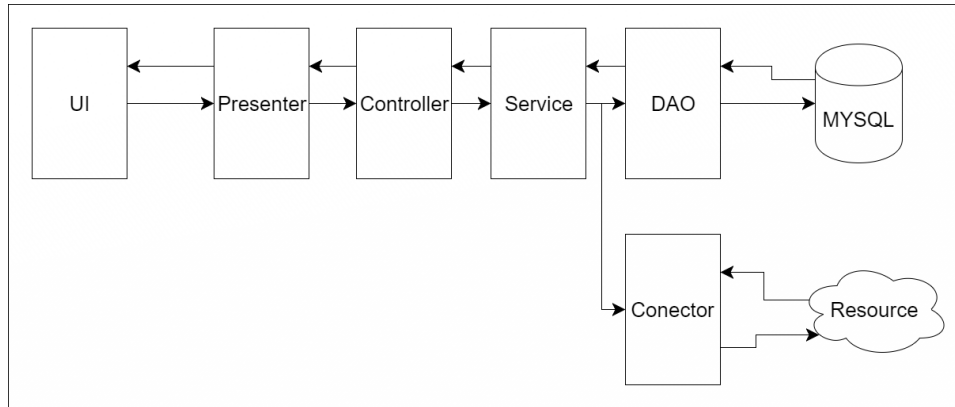 UI
Presenter
Controller
Service
DAO
MYSQL
Conector
Resource